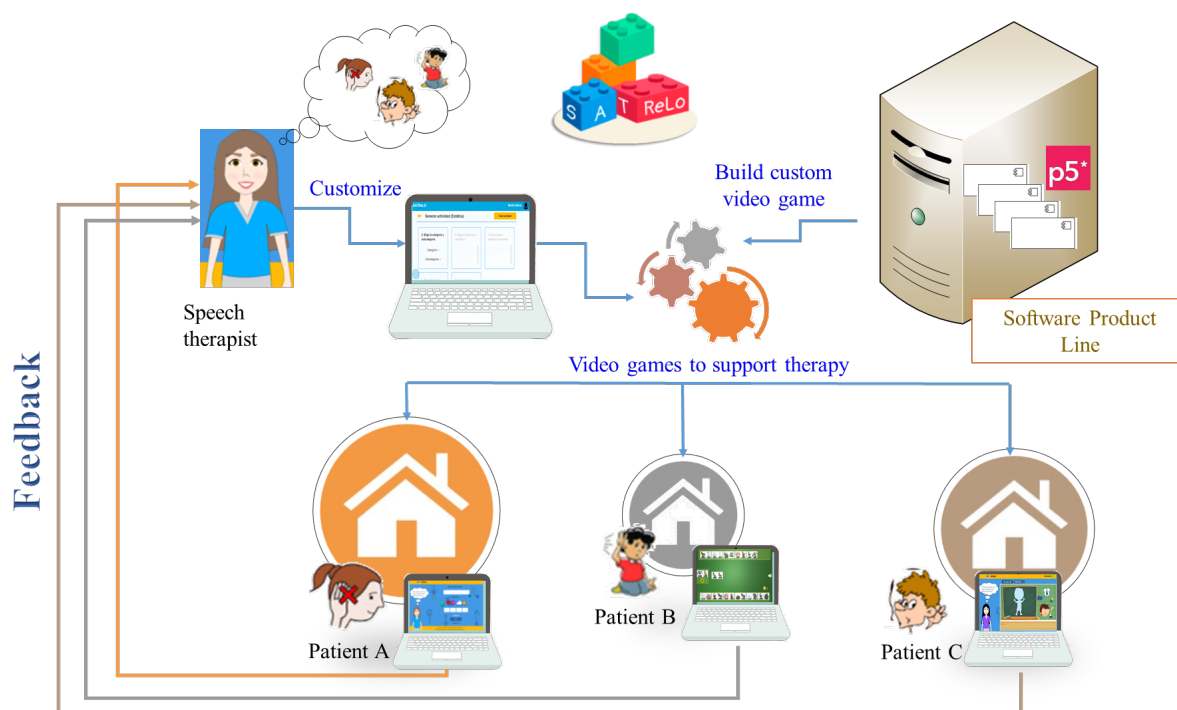 S A T ReLo
p5*
Customize
Build custom
video game
Speech
therapist
Software Product
Line
Video games to support therapy
Feedback
Patient A
Patient B
Patient C